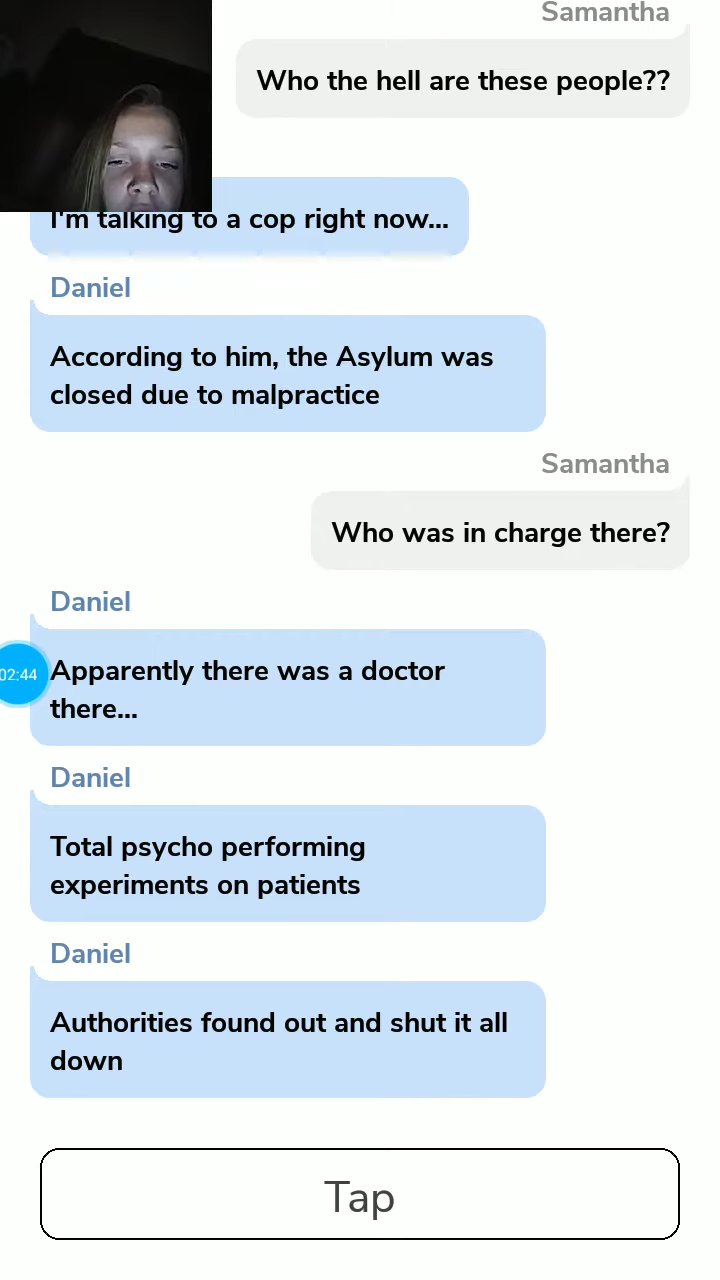 Samantha
Who the hell are these people??
I'm talking to a cop right now...
Daniel
According to him, the Asylum was
closed due to malpractice
Samantha
Who was in charge there?
Daniel
02:44
Apparently there was a doctor
there...
Daniel
Total psycho performing
experiments on patients
Daniel
Authorities found out and shut it all
down
Tap